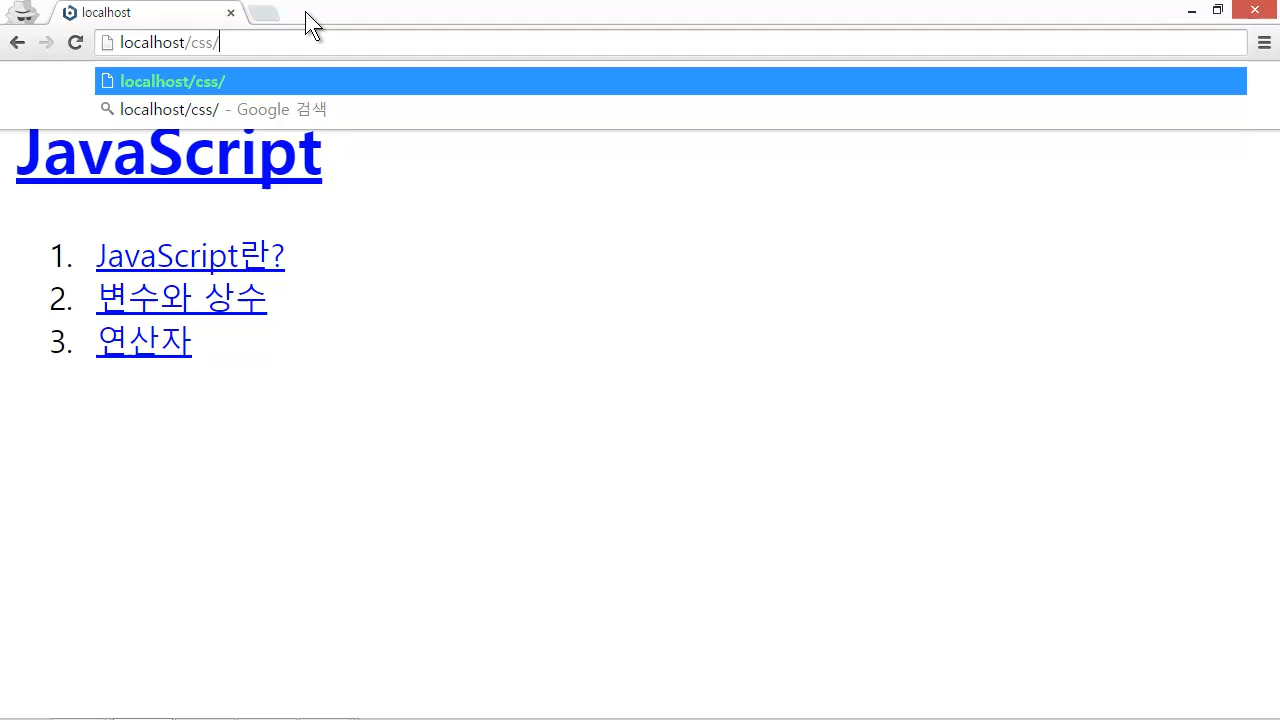 localhost
localhost/css/
localhost/css/
localhost/css/ - Google 검색
JavaScript
1. JavaScript란?
2. 변수와 상수
3. 연산자